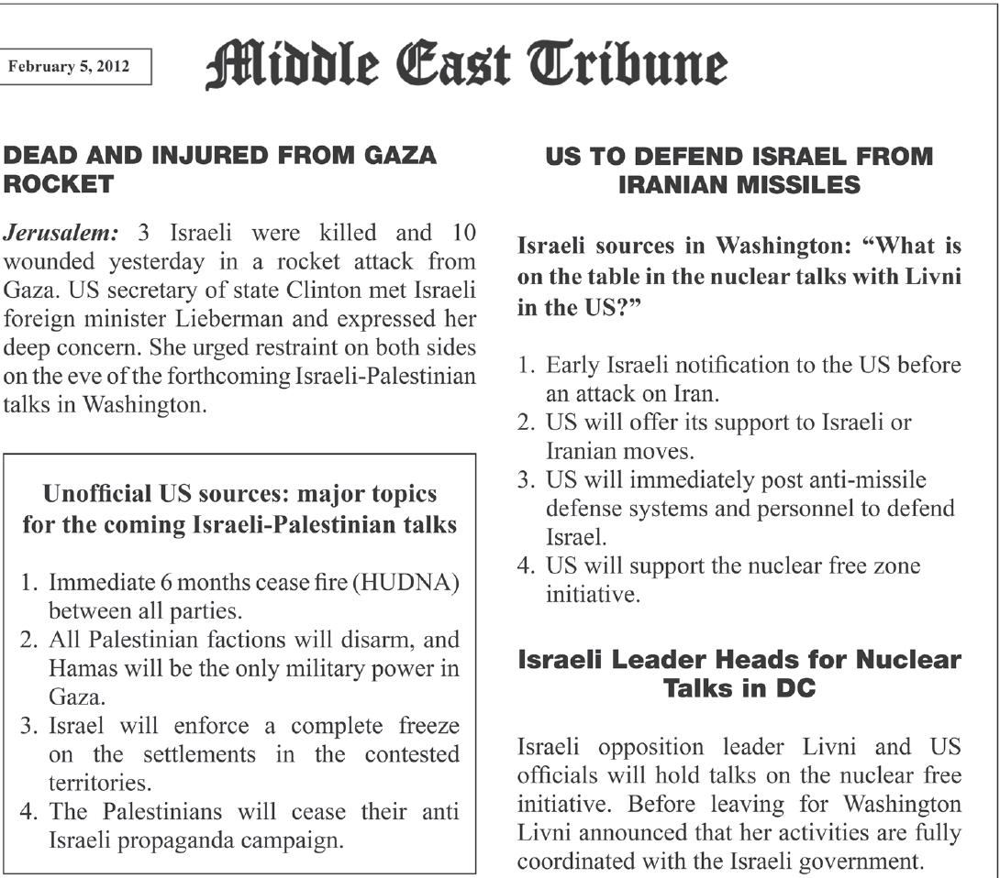 February 5, 2012
Middle East Tribune
DEAD AND INJURED FROM GAZA
ROCKET
Jerusalem: 3 Israeli were killed and 10
wounded yesterday in a rocket attack from
Gaza. US secretary of state Clinton met Israeli
foreign minister Lieberman and expressed her
deep concern. She urged restraint on both sides
on the eve of the forthcoming Israeli-Palestinian
talks in Washington.
Unofficial US sources: major topics
for the coming Israeli-Palestinian talks
1. Immediate 6 months cease fire (HUDNA)
between all parties.
2. All Palestinian factions will disarm, and
Hamas will be the only military power in
Gaza.
3. Israel will enforce a complete freeze
on the settlements in the contested
territories.
4. The Palestinians will cease their anti
Israeli propaganda campaign.
US TO DEFEND ISRAEL FROM
IRANIAN MISSILES
Israeli sources in Washington: “What is
on the table in the nuclear talks with Livni
in the US?”
1. Early Israeli notification to the US before
an attack on Iran.
2. US will offer its support to Israeli or
Iranian moves.
3. US will immediately post anti-missile
defense systems and personnel to defend
Israel.
4. US will support the nuclear free zone
initiative.
Israeli Leader Heads for Nuclear
Talks in DC
Israeli opposition leader Livni and US
officials will hold talks on the nuclear free
initiative. Before leaving for Washington
Livni announced that her activities are fully
coordinated with the Israeli government.